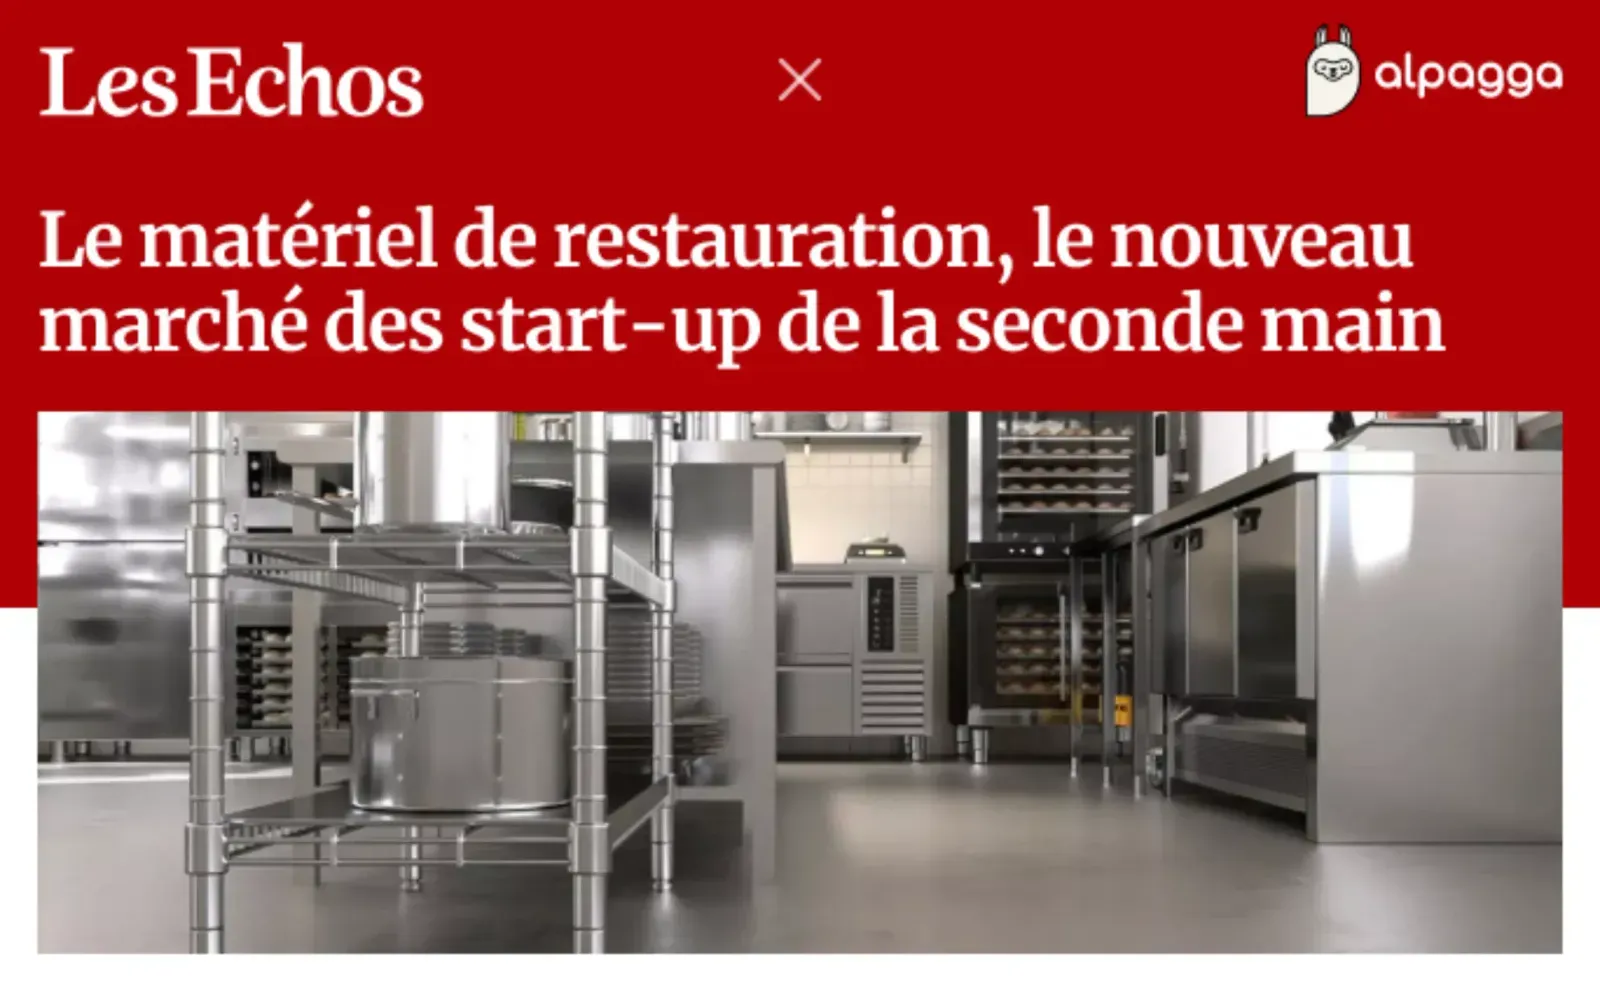 Les Echos
alpagga
Le matériel de restauration, le nouveau
marché des start-up de la seconde main